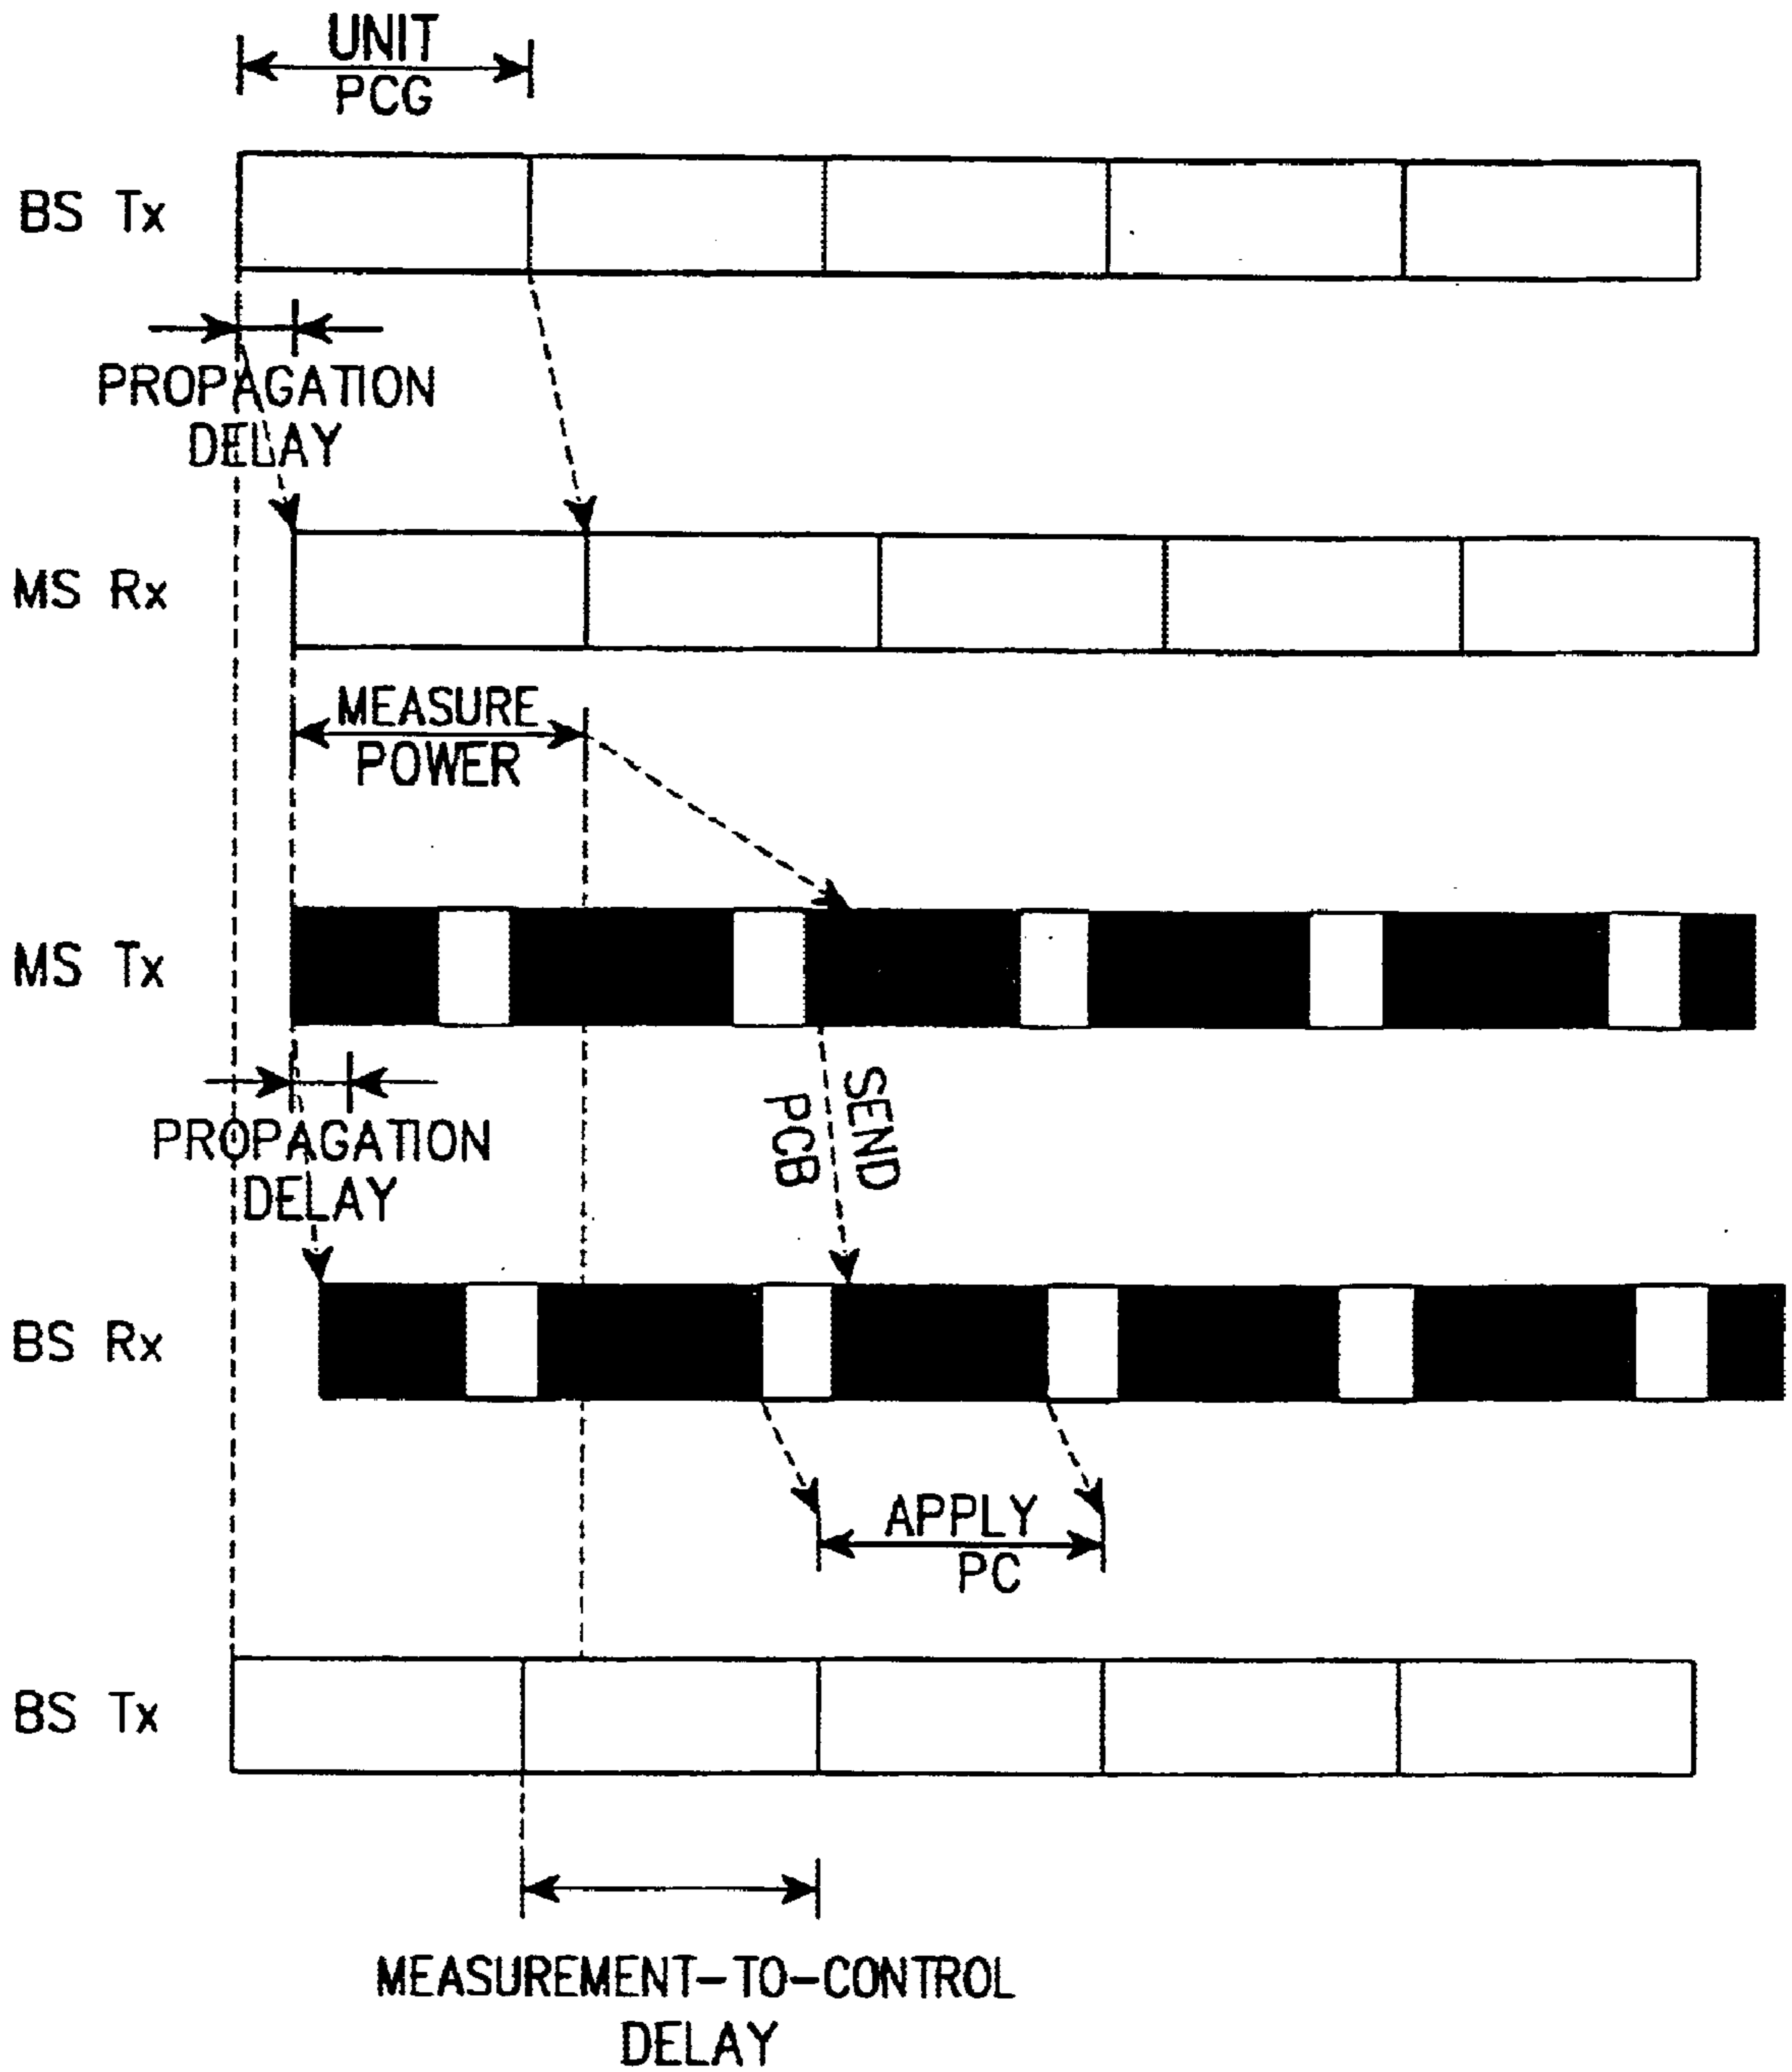 UNIT
PCG
BS Tx
PROPAGATION
DELAY
MS Rx
MEASURE
POWER
MS Tx
PROPAGATION
DELAY
SEND
PCB
BS Rx
APPLY
PC
BS Tx
MEASUREMENT-TO-CONTROL
DELAY